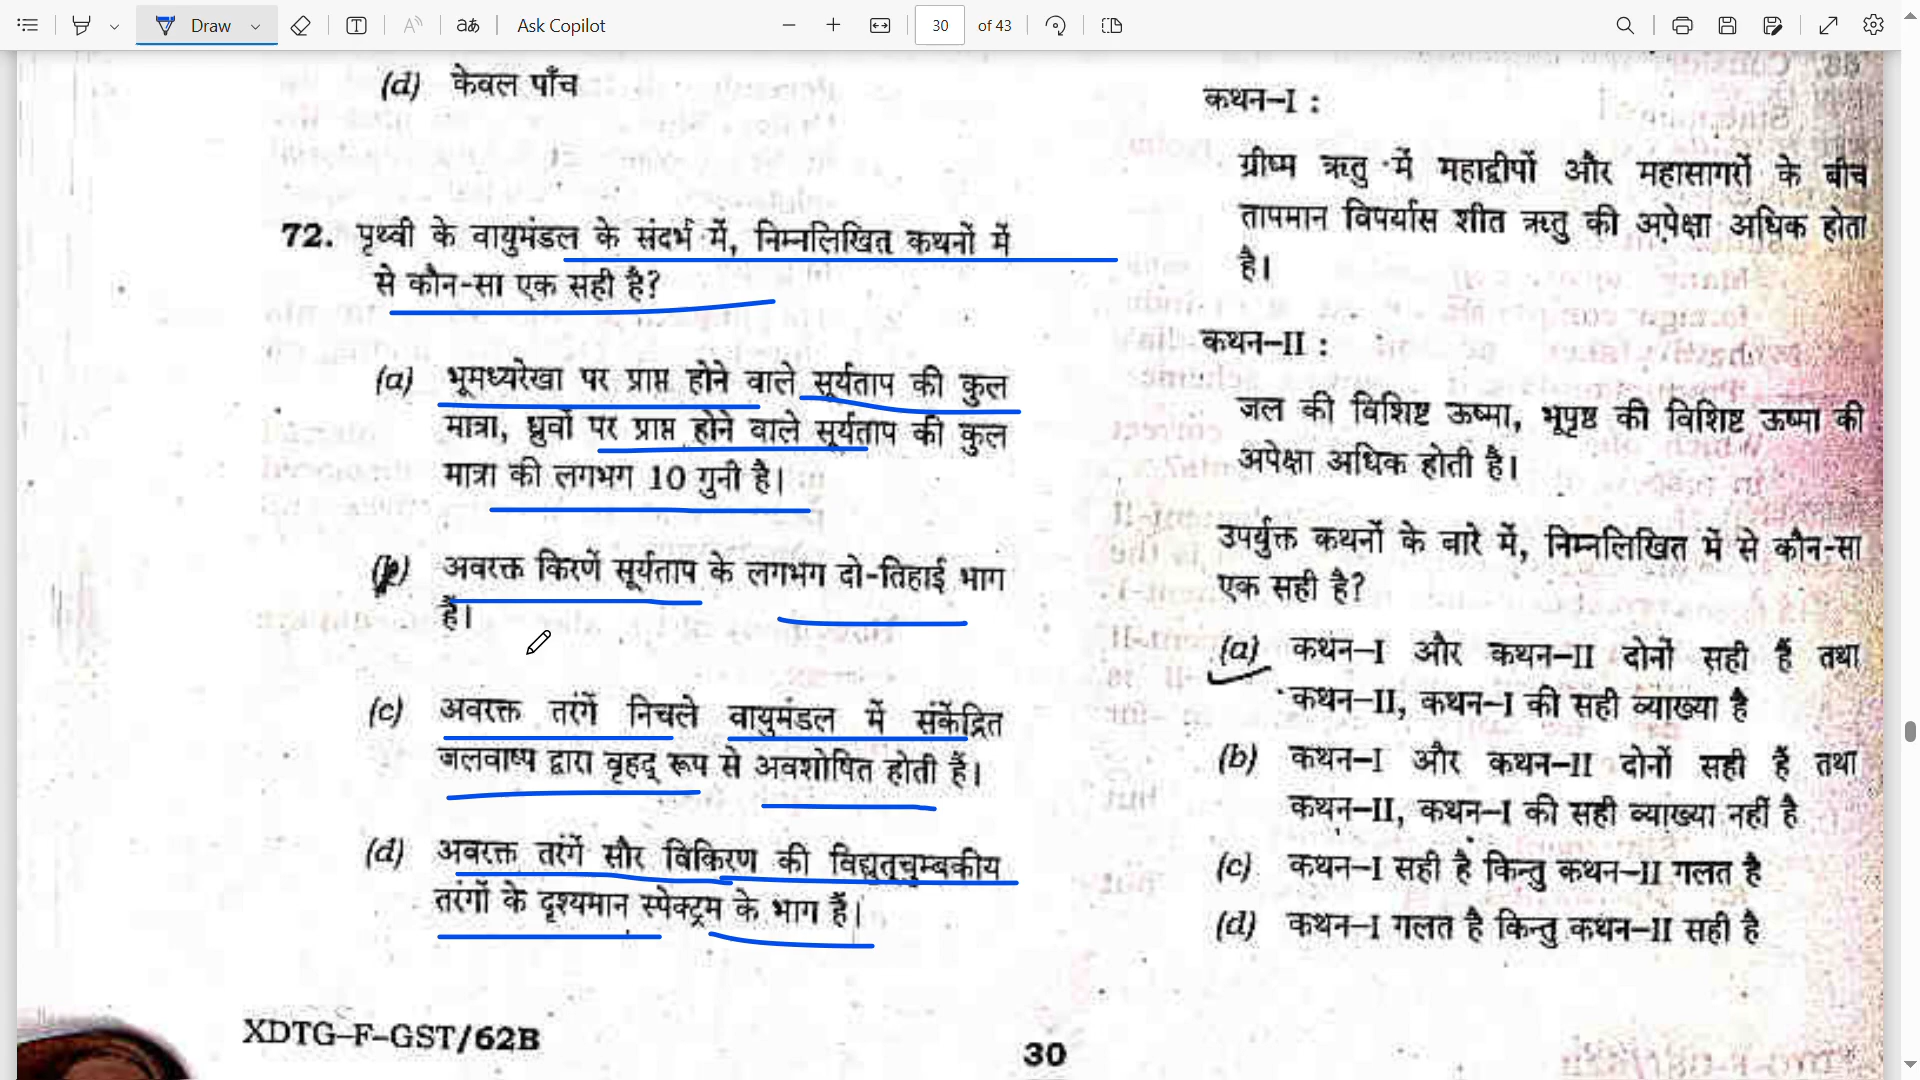 Draw
Ask Copilot
30 of 43
(d) केवल पाँच
72. पृथ्वी के वायुमंडल के संदर्भ में, निम्नलिखित कथनों में
से कौन-सा एक सही है?
(a) भूमध्यरेखा पर प्राप्त होने वाले सूर्यताप की कुल
मात्रा, ध्रुवों पर प्राप्त होने वाले सूर्यताप की कुल
मात्रा की लगभग 10 गुनी है।
(b) अवरक्त किरणें सूर्यताप के लगभग दो-तिहाई भाग
हैं।
(c) अवरक्त तरंगें निचले वायुमंडल में संकेंद्रित
जलवाष्प द्वारा वृहद् रूप से अवशोषित होती हैं।
(d) अवरक्त तरंगें सौर विकिरण की विद्युत्चुम्बकीय
तरंगों के दृश्यमान स्पेक्ट्रम के भाग हैं।
कथन-I :
ग्रीष्म ऋतु में महाद्वीपों और महासागरों के बीच
तापमान विपर्यास शीत ऋतु की अपेक्षा अधिक होता
है।
कथन-II :
जल की विशिष्ट ऊष्मा, भूपृष्ठ की विशिष्ट ऊष्मा की
अपेक्षा अधिक होती है।
उपर्युक्त कथनों के बारे में, निम्नलिखित में से कौन-सा
एक सही है?
(a) कथन-I और कथन-II दोनों सही हैं तथा
कथन-II, कथन-I की सही व्याख्या है
(b) कथन-I और कथन-II दोनों सही हैं तथा
कथन-II, कथन-I की सही व्याख्या नहीं है
(c) कथन-I सही है किन्तु कथन-II गलत है
(d) कथन-I गलत है किन्तु कथन-II सही है
XDTG-F-GST/62B
30